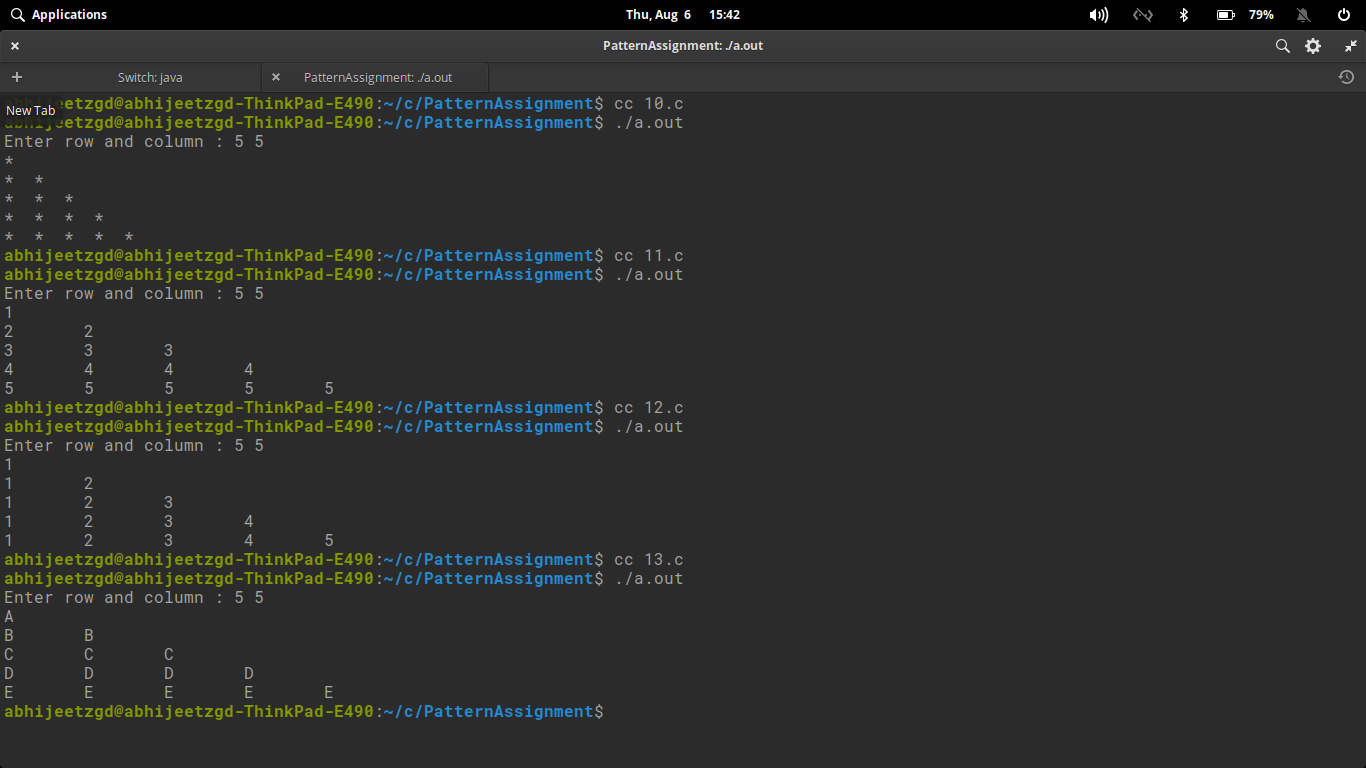 Applications Thu, Aug 6 15:42 79%
PatternAssignment: ./a.out
Switch: java PatternAssignment: ./a.out
New Tab
etzgd@abhijeetzgd-ThinkPad-E490:~/c/PatternAssignment$ cc 10.c
abhijeetzgd@abhijeetzgd-ThinkPad-E490:~/c/PatternAssignment$ ./a.out
Enter row and column : 5 5
*
*  *
*  *  *
*  *  *  *
*  *  *  *  *
abhijeetzgd@abhijeetzgd-ThinkPad-E490:~/c/PatternAssignment$ cc 11.c
abhijeetzgd@abhijeetzgd-ThinkPad-E490:~/c/PatternAssignment$ ./a.out
Enter row and column : 5 5
1
2       2
3       3       3
4       4       4       4
5       5       5       5       5
abhijeetzgd@abhijeetzgd-ThinkPad-E490:~/c/PatternAssignment$ cc 12.c
abhijeetzgd@abhijeetzgd-ThinkPad-E490:~/c/PatternAssignment$ ./a.out
Enter row and column : 5 5
1
1       2
1       2       3
1       2       3       4
1       2       3       4       5
abhijeetzgd@abhijeetzgd-ThinkPad-E490:~/c/PatternAssignment$ cc 13.c
abhijeetzgd@abhijeetzgd-ThinkPad-E490:~/c/PatternAssignment$ ./a.out
Enter row and column : 5 5
A
B       B
C       C       C
D       D       D       D
E       E       E       E       E
abhijeetzgd@abhijeetzgd-ThinkPad-E490:~/c/PatternAssignment$